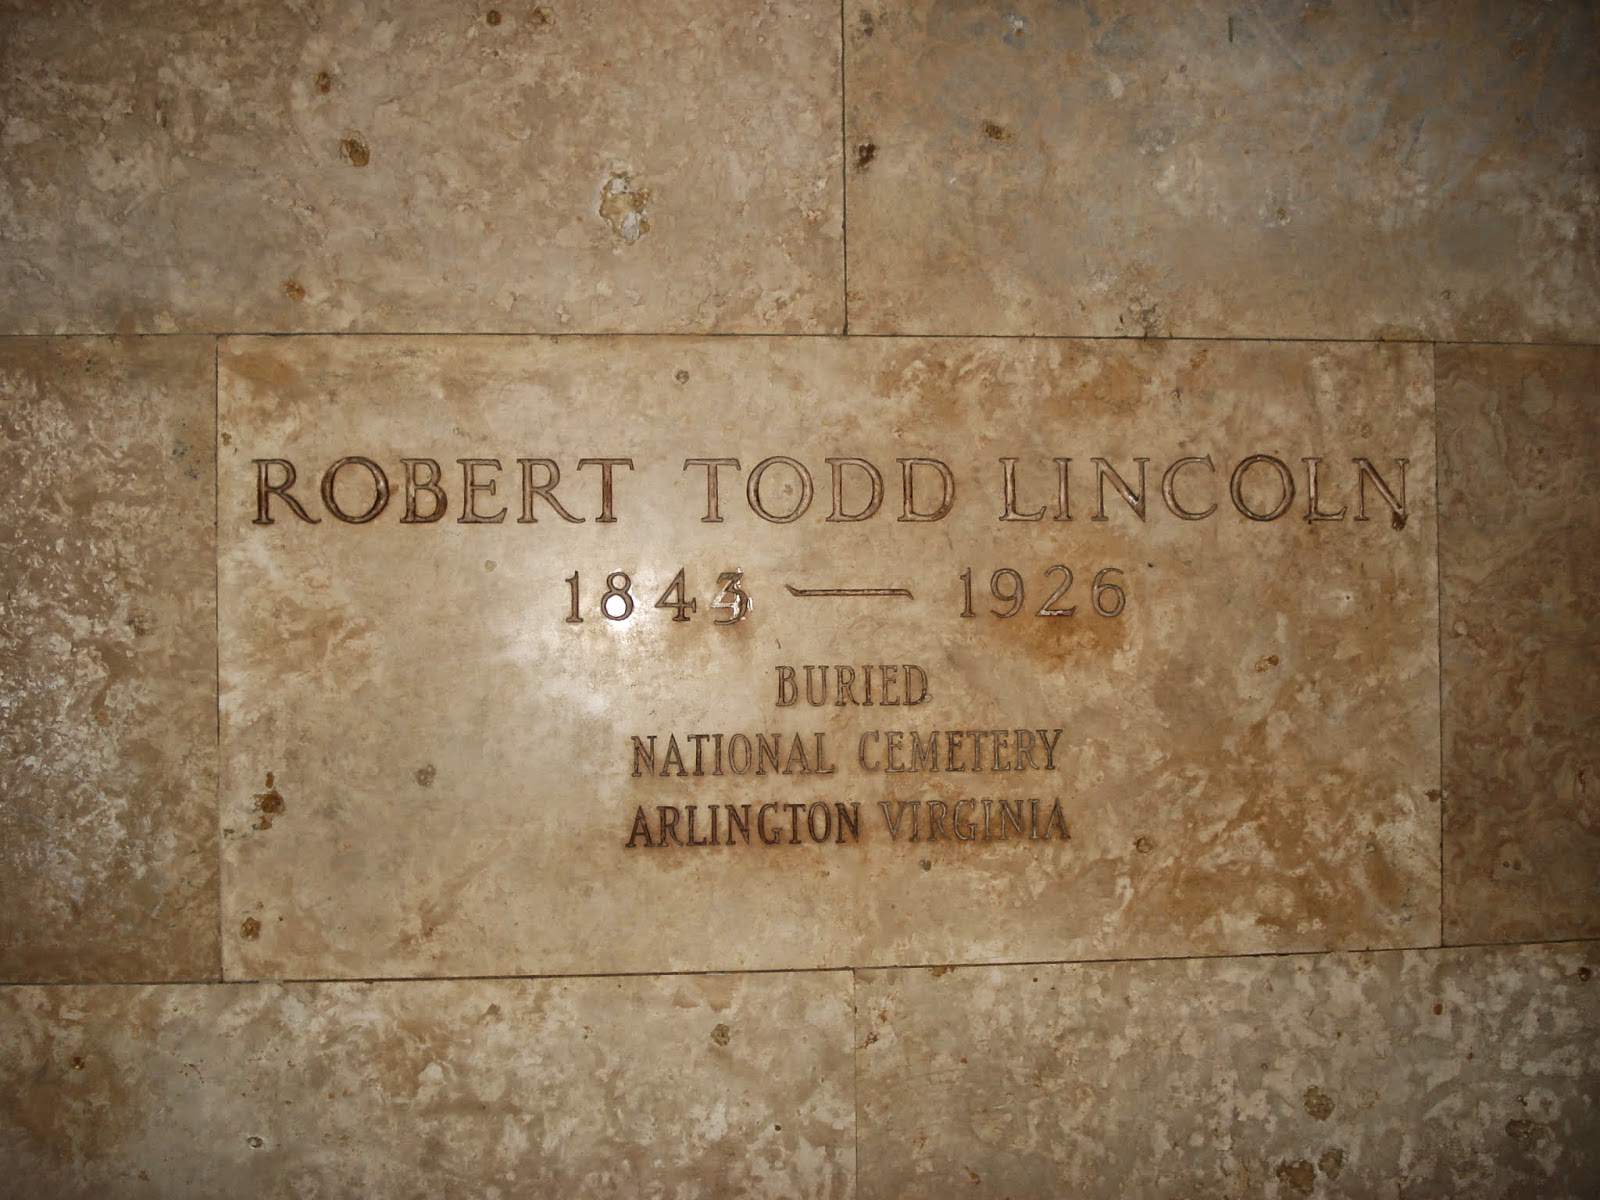 ROBERT TODD LINCOLN
1843 — 1926
BURIED
NATIONAL CEMETERY
ARLINGTON VIRGINIA